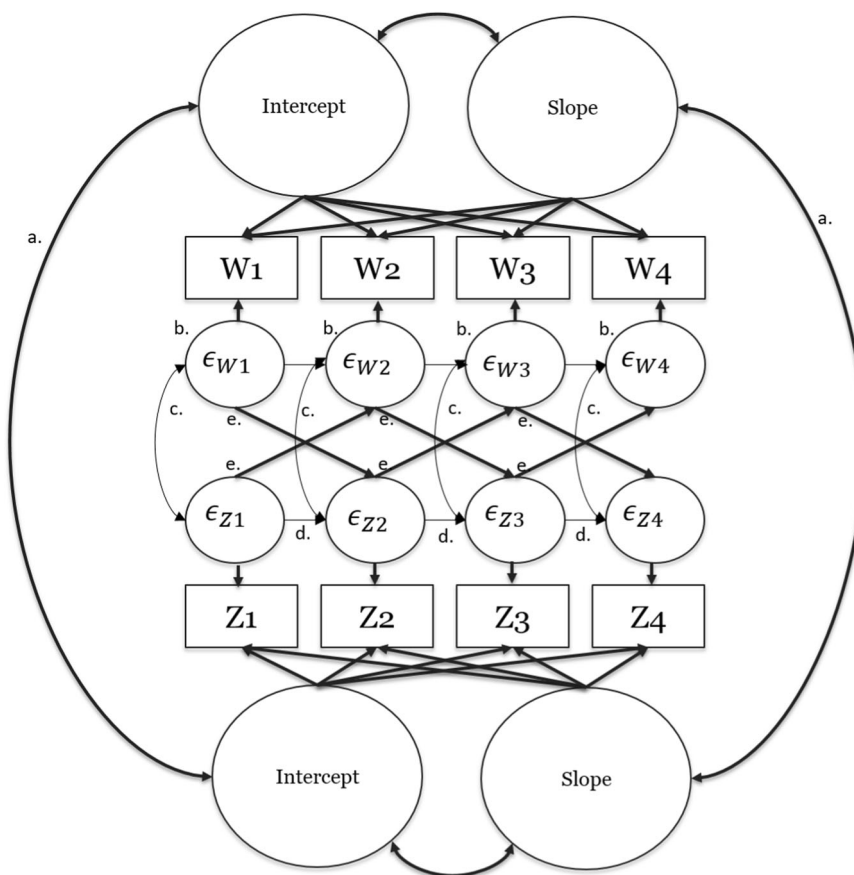 Intercept Slope
a. a.
W1 W2 W3 W4
b. b. b. b.
ϵW1 ϵW2 ϵW3 ϵW4
c. c. c. c.
e. e. e.
e. e. e.
ϵZ1 ϵZ2 ϵZ3 ϵZ4
d. d. d.
Z1 Z2 Z3 Z4
Intercept Slope